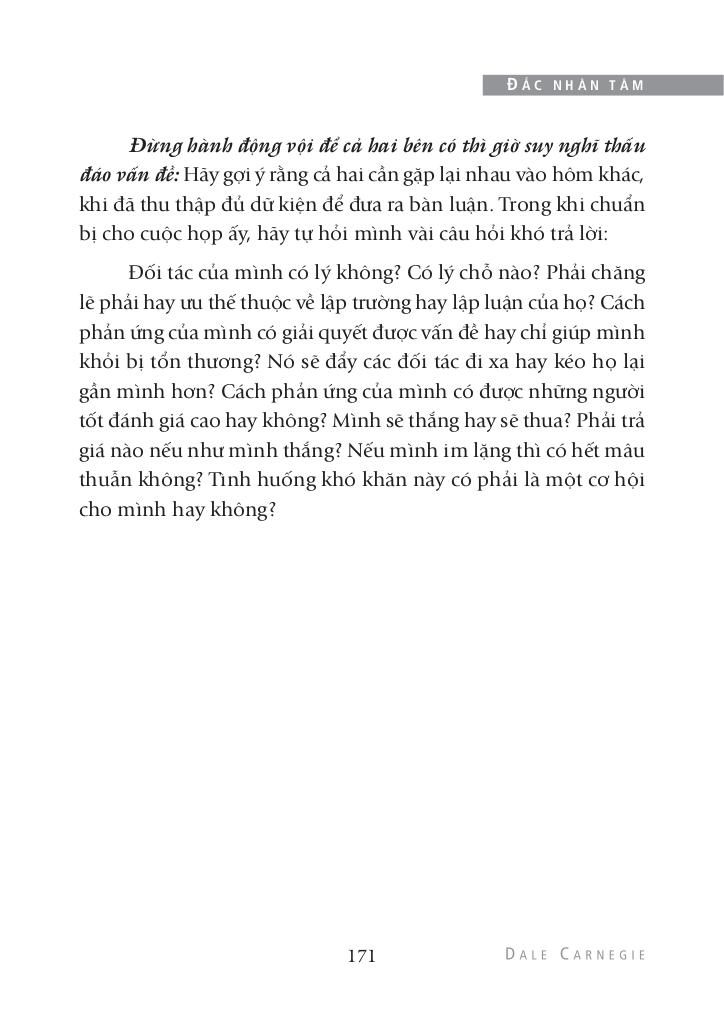 ĐẮC NHÂN TÂM
Đừng hành động vội để cả hai bên có thì giờ suy nghĩ thấu
đáo vấn đề: Hãy gợi ý rằng cả hai cần gặp lại nhau vào hôm khác,
khi đã thu thập đủ dữ kiện để đưa ra bàn luận. Trong khi chuẩn
bị cho cuộc họp ấy, hãy tự hỏi mình vài câu hỏi khó trả lời:
Đối tác của mình có lý không? Có lý chỗ nào? Phải chăng
lẽ phải hay ưu thế thuộc về lập trường hay lập luận của họ? Cách
phản ứng của mình có giải quyết được vấn đề hay chỉ giúp mình
khỏi bị tổn thương? Nó sẽ đẩy các đối tác đi xa hay kéo họ lại
gần mình hơn? Cách phản ứng của mình có được những người
tốt đánh giá cao hay không? Mình sẽ thắng hay sẽ thua? Phải trả
giá nào nếu như mình thắng? Nếu mình im lặng thì có hết mâu
thuẫn không? Tình huống khó khăn này có phải là một cơ hội
cho mình hay không?
171
DALE CARNEGIE